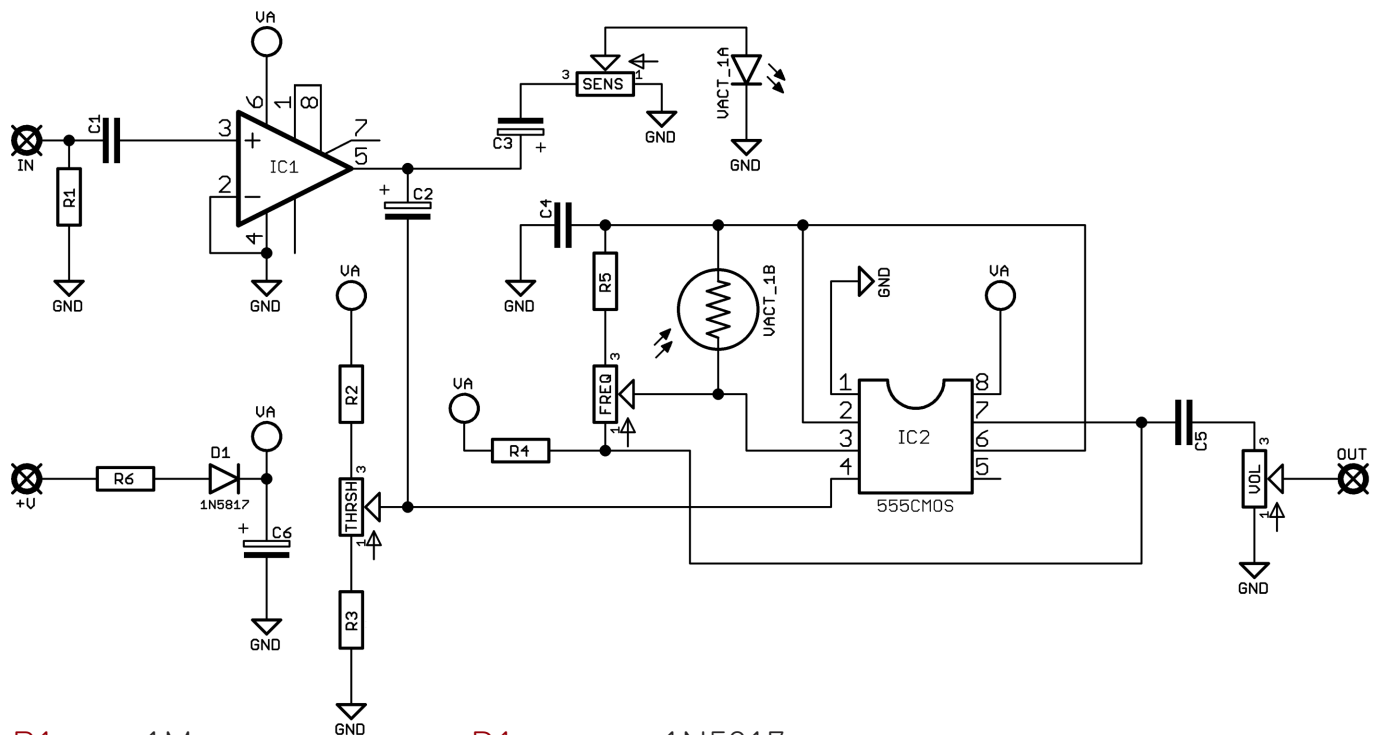 VA
6
1
8
3
+
IC1
7
5
2
-
4
IN
C1
R1
GND
GND
3
SENS
1
GND
C3
+
VACT_1A
GND
+
C2
C4
GND
R5
3
FREQ
1
VACT_1B
GND
VA
VA
R4
1
2
3
4
IC2
8
7
6
5
555CMOS
C5
3
VOL
1
OUT
GND
VA
R2
3
THRSH
1
R3
GND
VA
+V
R6
D1
1N5817
+
C6
GND